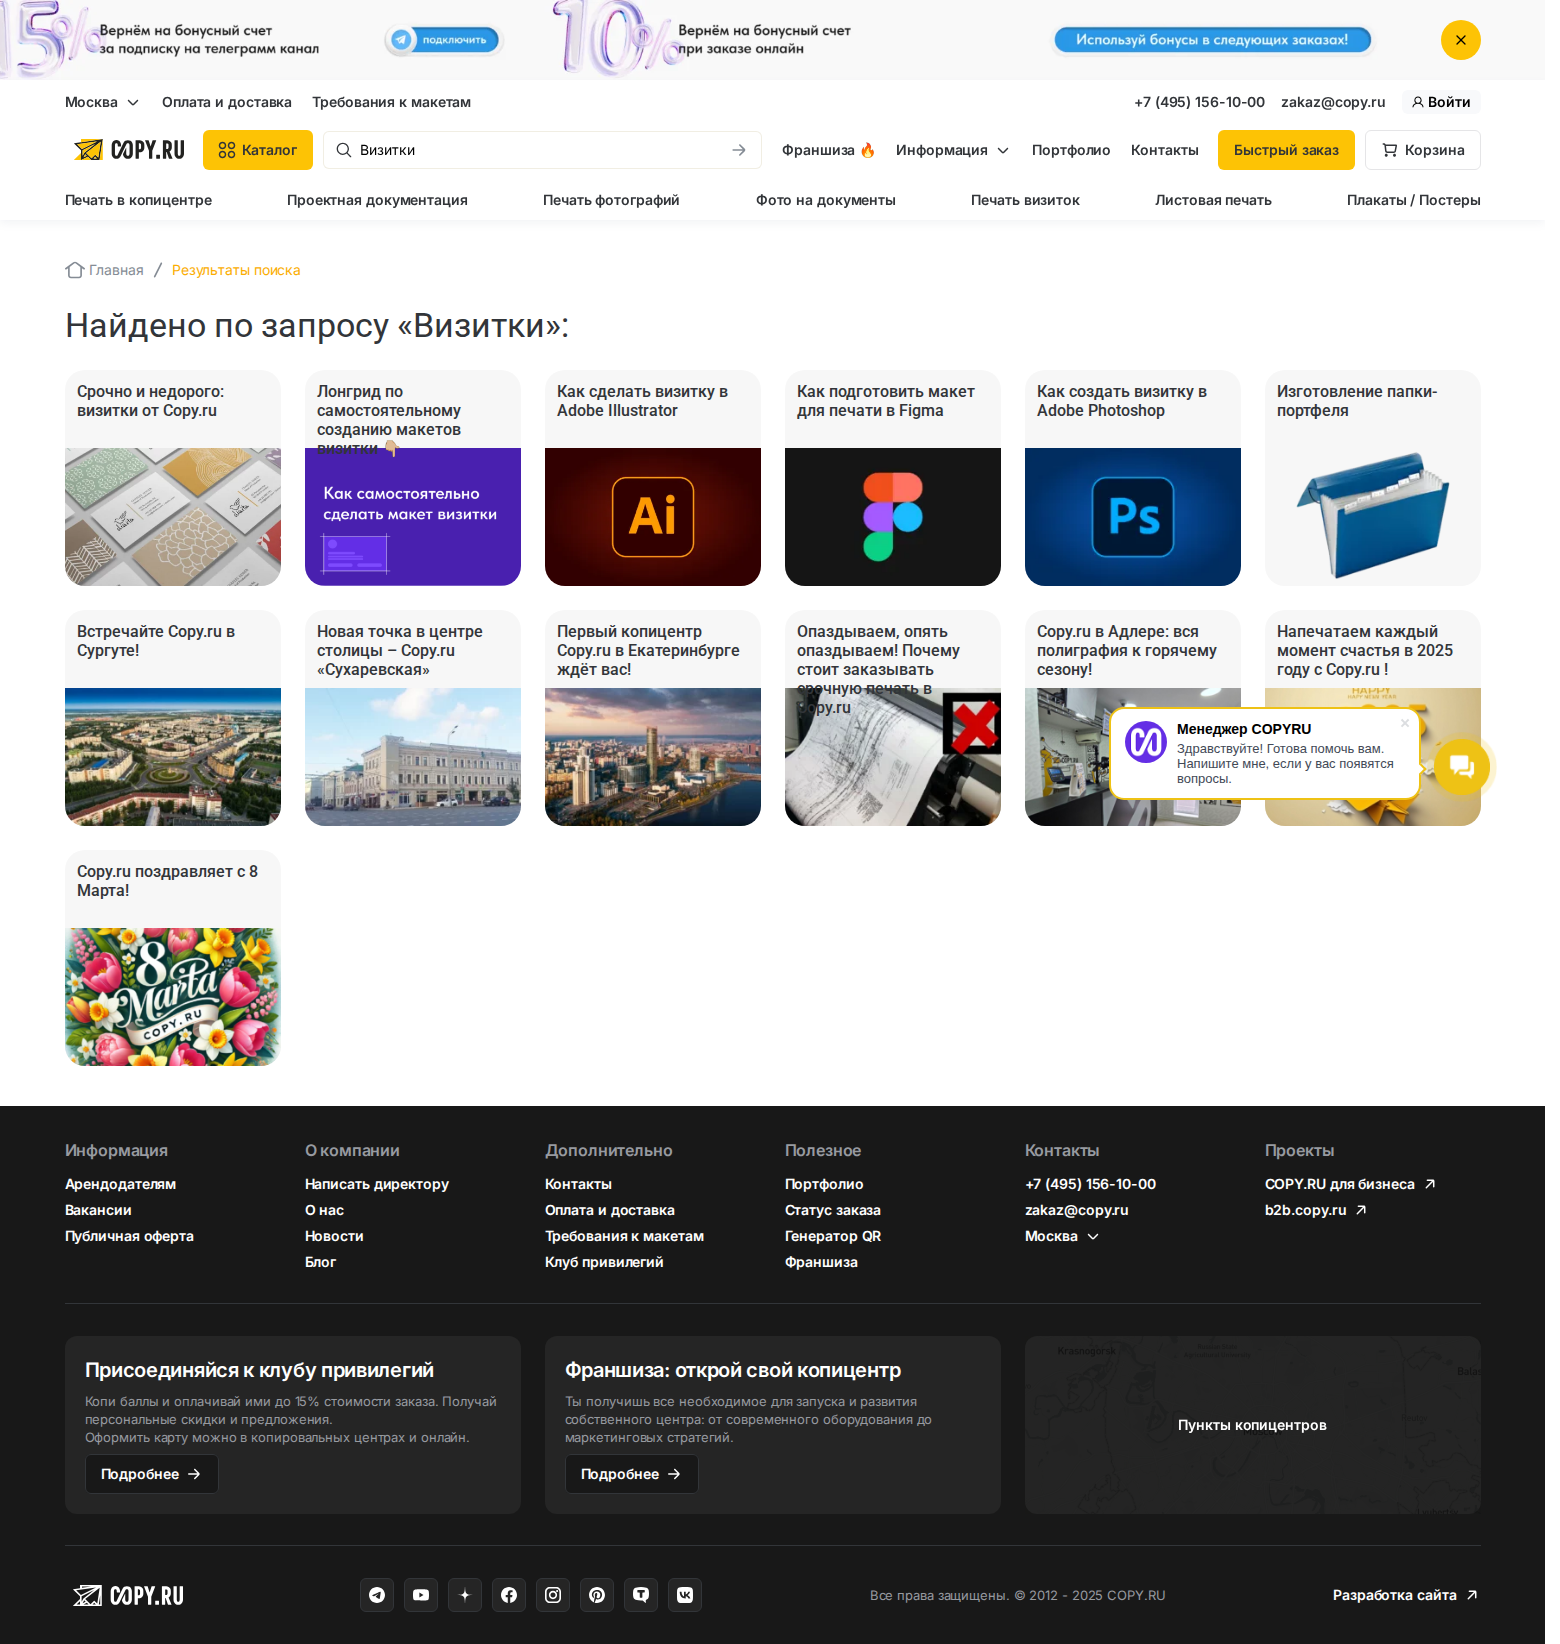 15%
Вернём на бонусный счет
за подписку на телеграмм канал
подключить
10%
Вернём на бонусный счет
при заказе онлайн
Используй бонусы в следующих заказах!
Москва
Оплата и доставка
Требования к макетам
+7 (495) 156-10-00
zakaz@copy.ru
Войти
COPY.RU
Каталог
Визитки
Франшиза 🔥
Информация
Портфолио
Контакты
Быстрый заказ
Корзина
Печать в копицентре
Проектная документация
Печать фотографий
Фото на документы
Печать визиток
Листовая печать
Плакаты / Постеры
Главная / Результаты поиска
Найдено по запросу «Визитки»:
Срочно и недорого:
визитки от Copy.ru
Лонгрид по
самостоятельному
созданию макетов
визитки 👇🏼
Как самостоятельно
сделать макет визитки
Как сделать визитку в
Adobe Illustrator
Ai
Как подготовить макет
для печати в Figma
Как создать визитку в
Adobe Photoshop
Ps
Изготовление папки-
портфеля
Встречайте Copy.ru в
Сургуте!
Новая точка в центре
столицы – Copy.ru
«Сухаревская»
Первый копицентр
Copy.ru в Екатеринбурге
ждёт вас!
Опаздываем, опять
опаздываем! Почему
стоит заказывать
срочную печать в
Copy.ru
Copy.ru в Адлере: вся
полиграфия к горячему
сезону!
Напечатаем каждый
момент счастья в 2025
году с Copy.ru !
HAPPY
Менеджер COPYRU
Здравствуйте! Готова помочь вам.
Напишите мне, если у вас появятся
вопросы.
Copy.ru поздравляет с 8
Марта!
8
Марта
COPY.RU
Информация
Арендодателям
Вакансии
Публичная оферта
О компании
Написать директору
О нас
Новости
Блог
Дополнительно
Контакты
Оплата и доставка
Требования к макетам
Клуб привилегий
Полезное
Портфолио
Статус заказа
Генератор QR
Франшиза
Контакты
+7 (495) 156-10-00
zakaz@copy.ru
Москва
Проекты
COPY.RU для бизнеса
b2b.copy.ru
Присоединяйся к клубу привилегий
Копи баллы и оплачивай ими до 15% стоимости заказа. Получай
персональные скидки и предложения.
Оформить карту можно в копировальных центрах и онлайн.
Подробнее
Франшиза: открой свой копицентр
Ты получишь все необходимое для запуска и развития
собственного центра: от современного оборудования до
маркетинговых стратегий.
Подробнее
Krasnogorsk
Пункты копицентров
COPY.RU
Все права защищены. © 2012 - 2025 COPY.RU
Разработка сайта